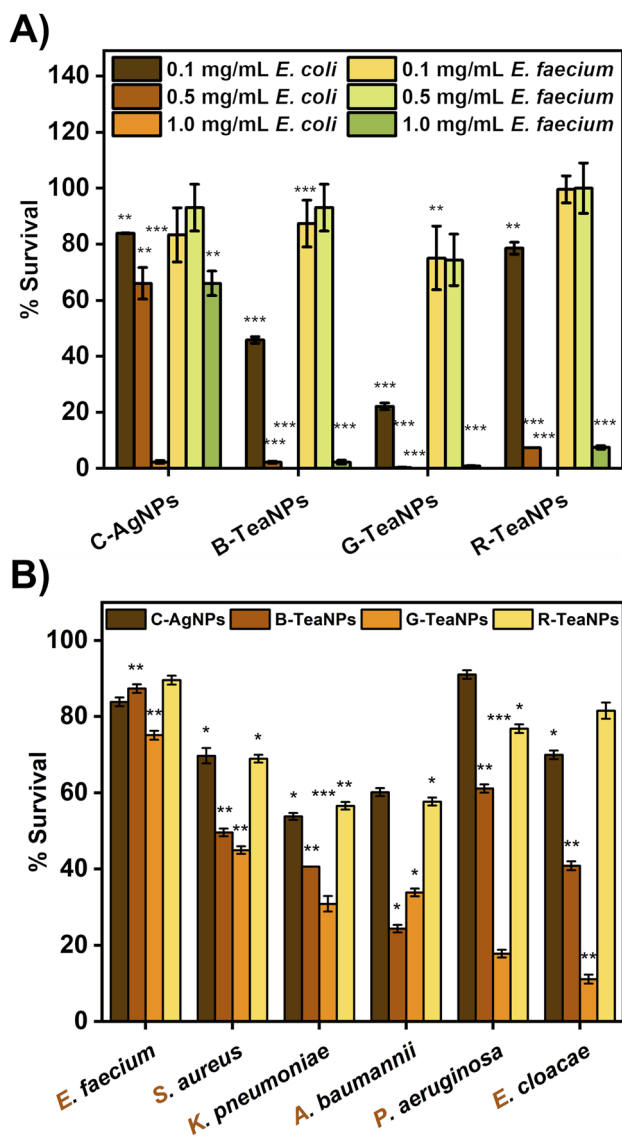 A)
0.1 mg/mL E. coli 0.1 mg/mL E. faecium
0.5 mg/mL E. coli 0.5 mg/mL E. faecium
1.0 mg/mL E. coli 1.0 mg/mL E. faecium
% Survival
140
120
100
80
60
40
20
0
** ** *** **
*** *** *** *** ***
*** *** *** ** ***
** *** *** ***
C-AgNPs B-TeaNPs G-TeaNPs R-TeaNPs
B)
C-AgNPs B-TeaNPs G-TeaNPs R-TeaNPs
% Survival
100
80
60
40
20
0
** **
* ** ** *
* ** *** **
* * *
** *** *
* ** **
E. faecium S. aureus K. pneumoniae A. baumannii P. aeruginosa E. cloacae